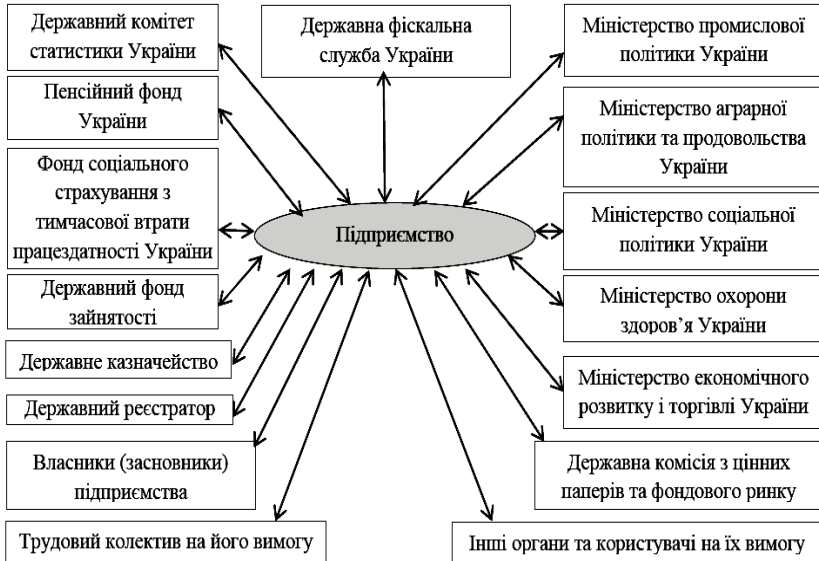 Державний комітет
статистики України
Державна фіскальна
служба України
Міністерство промислової
політики України
Пенсійний фонд
України
Міністерство аграрної
політики та продовольства
України
Фонд соціального
страхування з
тимчасової втрати
працездатності України
Підприємство
Міністерство соціальної
політики України
Державний фонд
зайнятості
Міністерство охорони
здоров’я України
Державне казначейство
Міністерство економічного
розвитку і торгівлі України
Державний реєстратор
Власники (засновники)
підприємства
Державна комісія з цінних
паперів та фондового ринку
Трудовий колектив на його вимогу
Інші органи та користувачі на їх вимогу